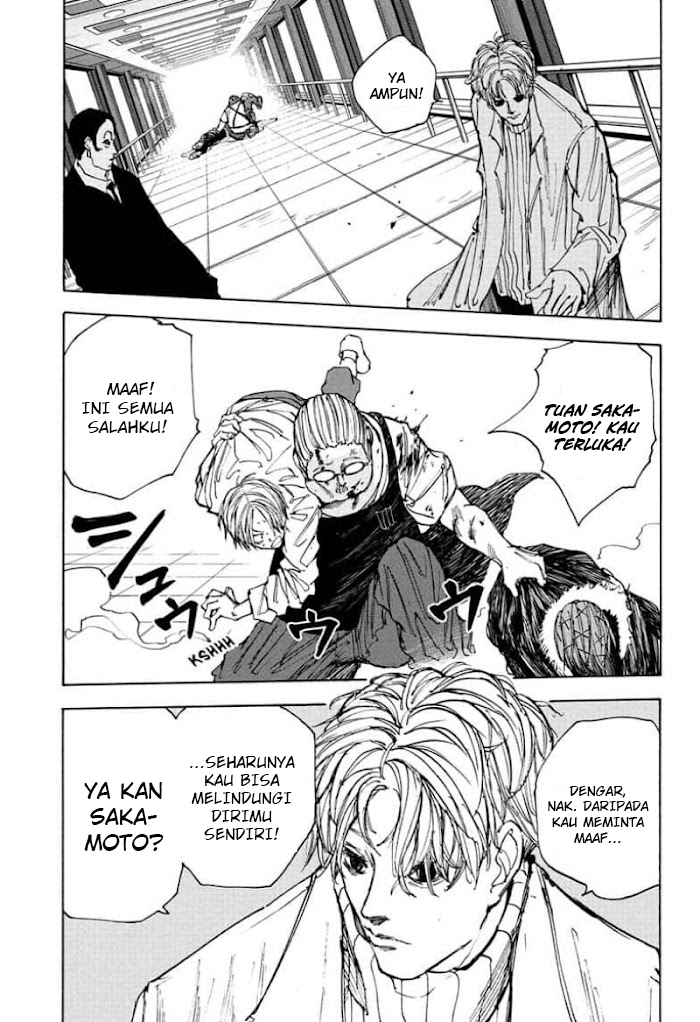 YA
AMPUN!
TUAN SAKA-
MOTO! KAU
TERLUKA!
MAAF!
INI SEMUA
SALAHKU!
シュウウウ
KSHHH
DENGAR,
NAK. DARIPADA
KAU MEMINTA
MAAF...
...SEHARUNYA
KAU BISA
MELINDUNGI
DIRIMU
SENDIRI!
YA KAN
SAKA-
MOTO?